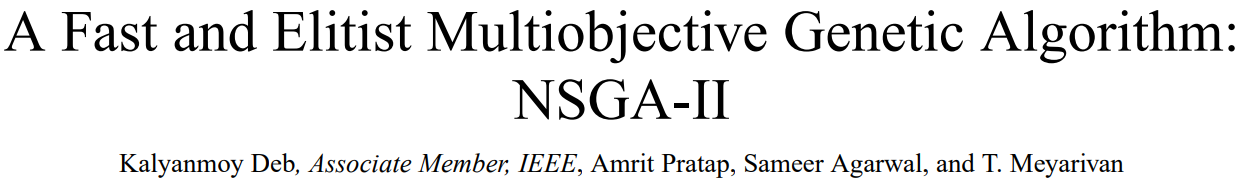 A Fast and Elitist Multiobjective Genetic Algorithm:
NSGA-II
Kalyanmoy Deb, Associate Member, IEEE, Amrit Pratap, Sameer Agarwal, and T. Meyarivan